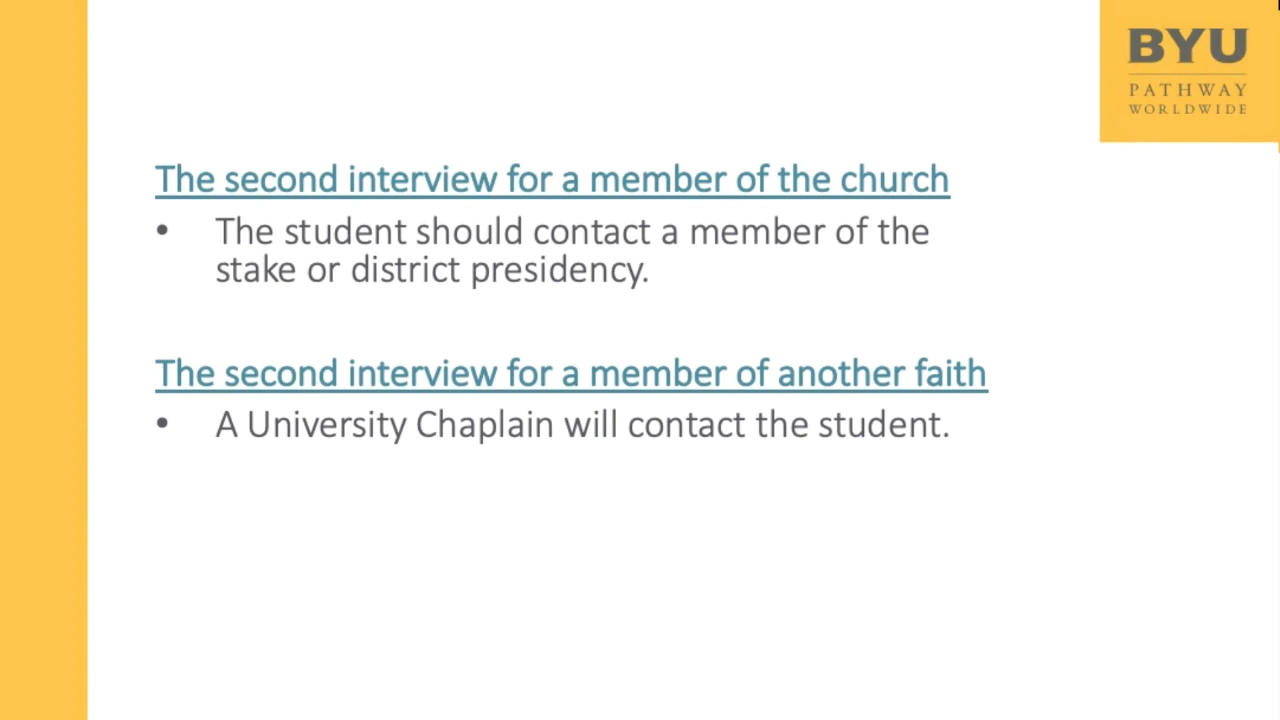 BYU
PATHWAY
WORLDWIDE
The second interview for a member of the church
• The student should contact a member of the
stake or district presidency.
The second interview for a member of another faith
• A University Chaplain will contact the student.